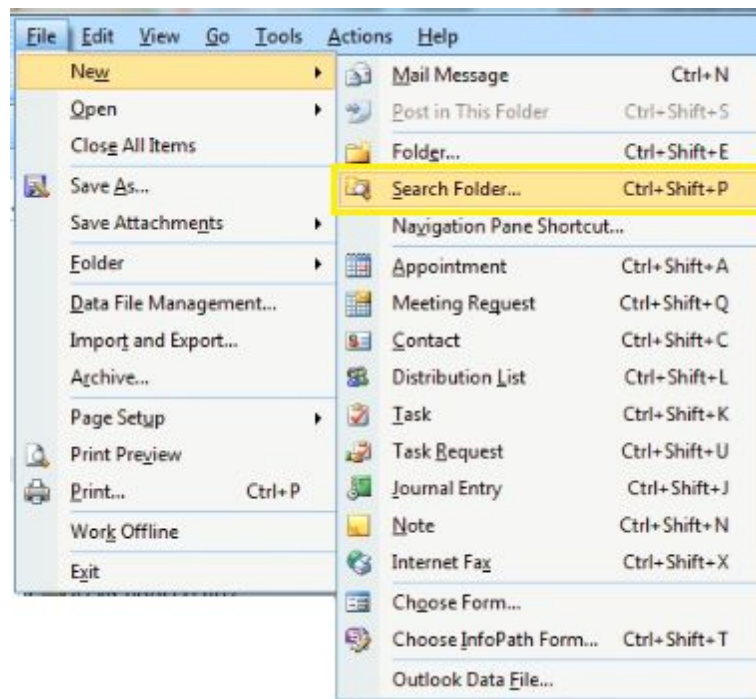 File Edit View Go Tools Actions Help
New
Open
Close All Items
Save As...
Save Attachments
Folder
Data File Management...
Import and Export...
Archive...
Page Setup
Print Preview
Print... Ctrl+P
Work Offline
Exit
Mail Message Ctrl+N
Post in This Folder Ctrl+Shift+S
Folder... Ctrl+Shift+E
Search Folder... Ctrl+Shift+P
Navigation Pane Shortcut...
Appointment Ctrl+Shift+A
Meeting Request Ctrl+Shift+Q
Contact Ctrl+Shift+C
Distribution List Ctrl+Shift+L
Task Ctrl+Shift+K
Task Request Ctrl+Shift+U
Journal Entry Ctrl+Shift+J
Note Ctrl+Shift+N
Internet Fax Ctrl+Shift+X
Choose Form...
Choose InfoPath Form... Ctrl+Shift+T
Outlook Data File...